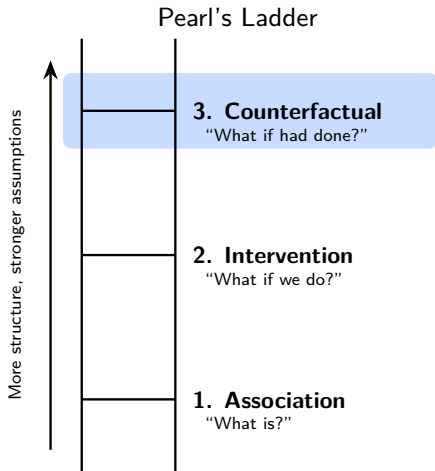 Pearl's Ladder
3. Counterfactual
“What if had done?”
2. Intervention
“What if we do?”
1. Association
“What is?”
More structure, stronger assumptions